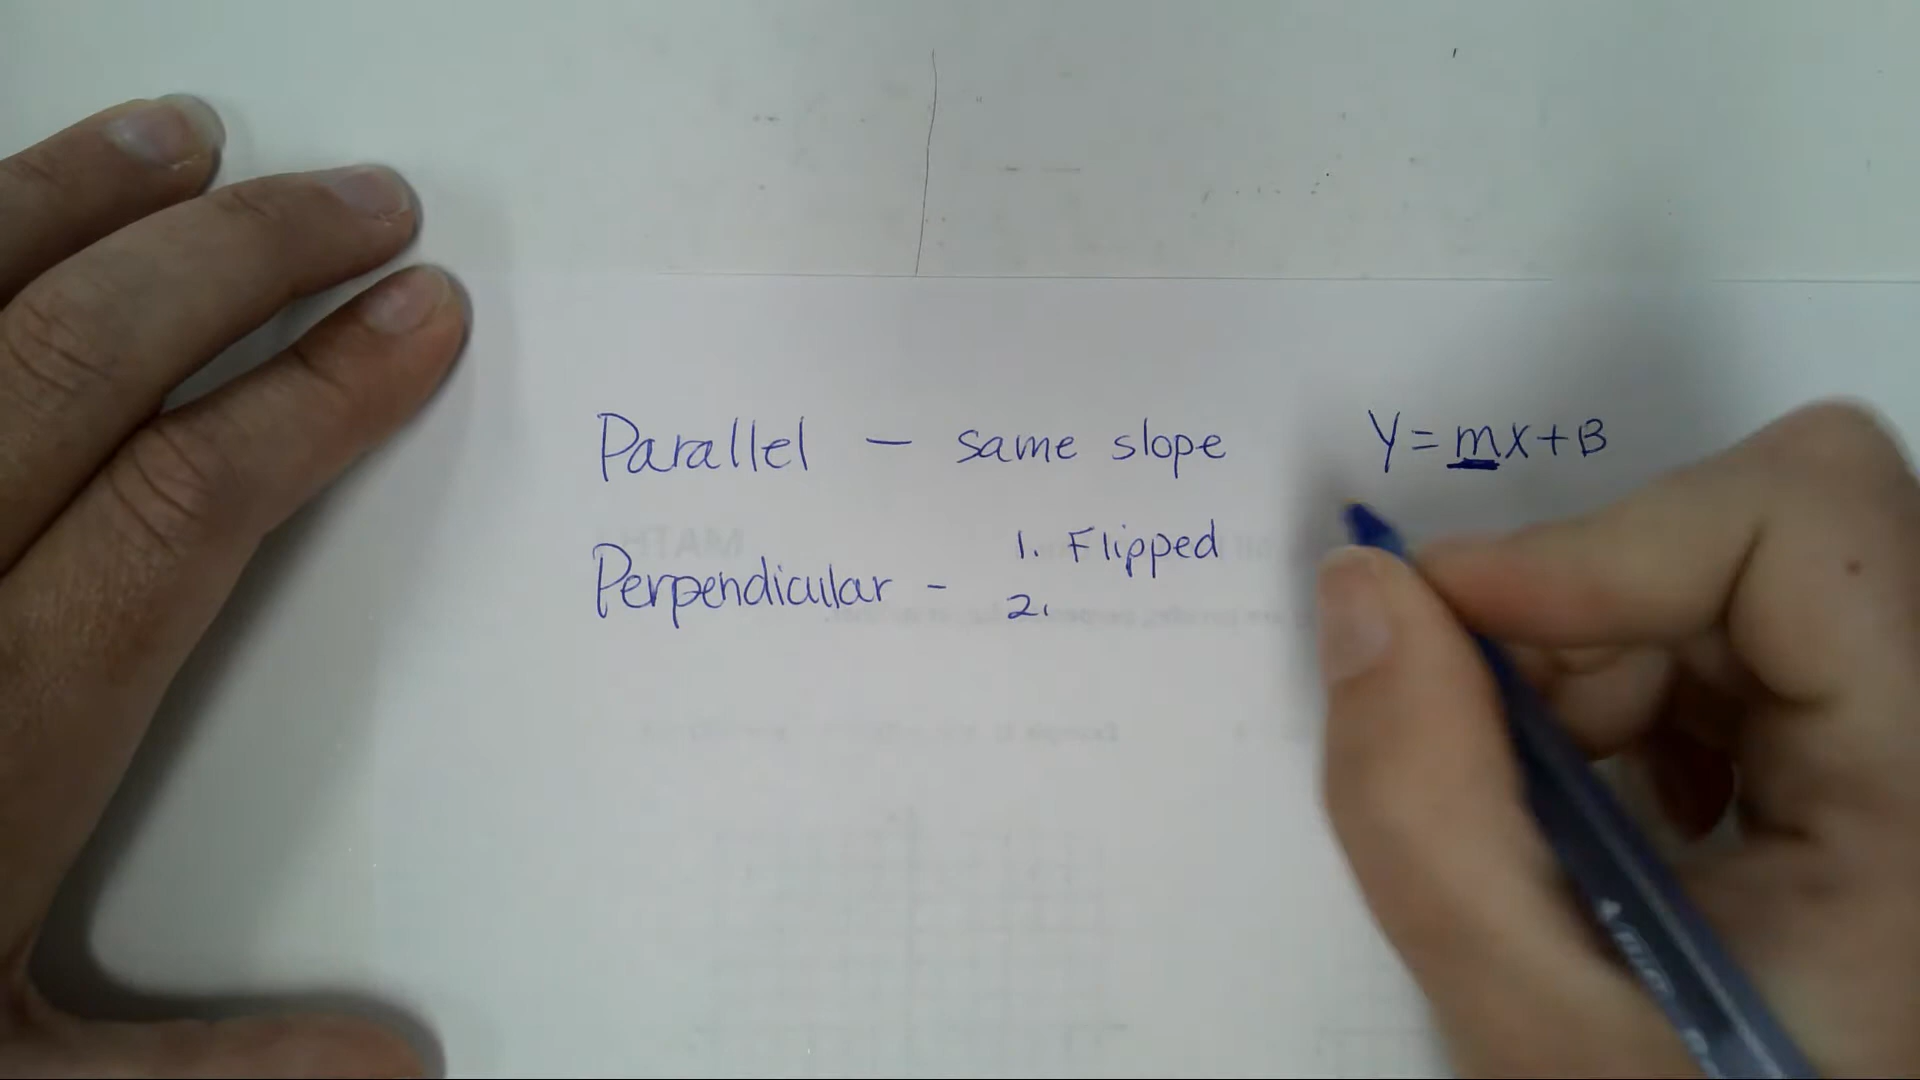 Parallel — same slope Y = mx+B
1. Flipped
Perpendicular -
2.